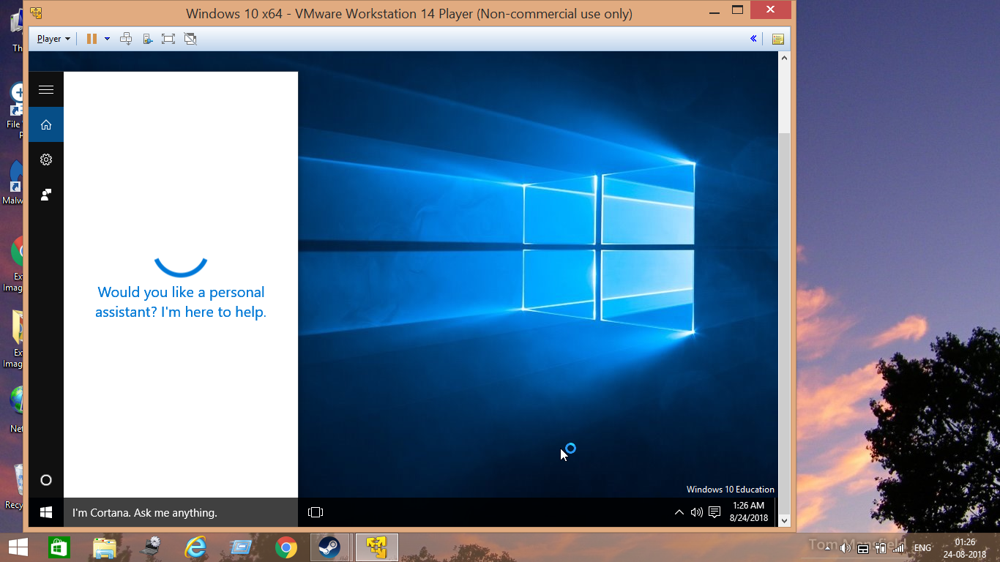 Windows 10 x64 - VMware Workstation 14 Player (Non-commercial use only)
Player
Th
File
P
Malw
Ex
Imag
Ex
Imag
Net
Recy
Would you like a personal
assistant? I'm here to help.
Windows 10 Education
I'm Cortana. Ask me anything.
1:26 AM
8/24/2018
Tom Mansfield
ENG
01:26
24-08-2018